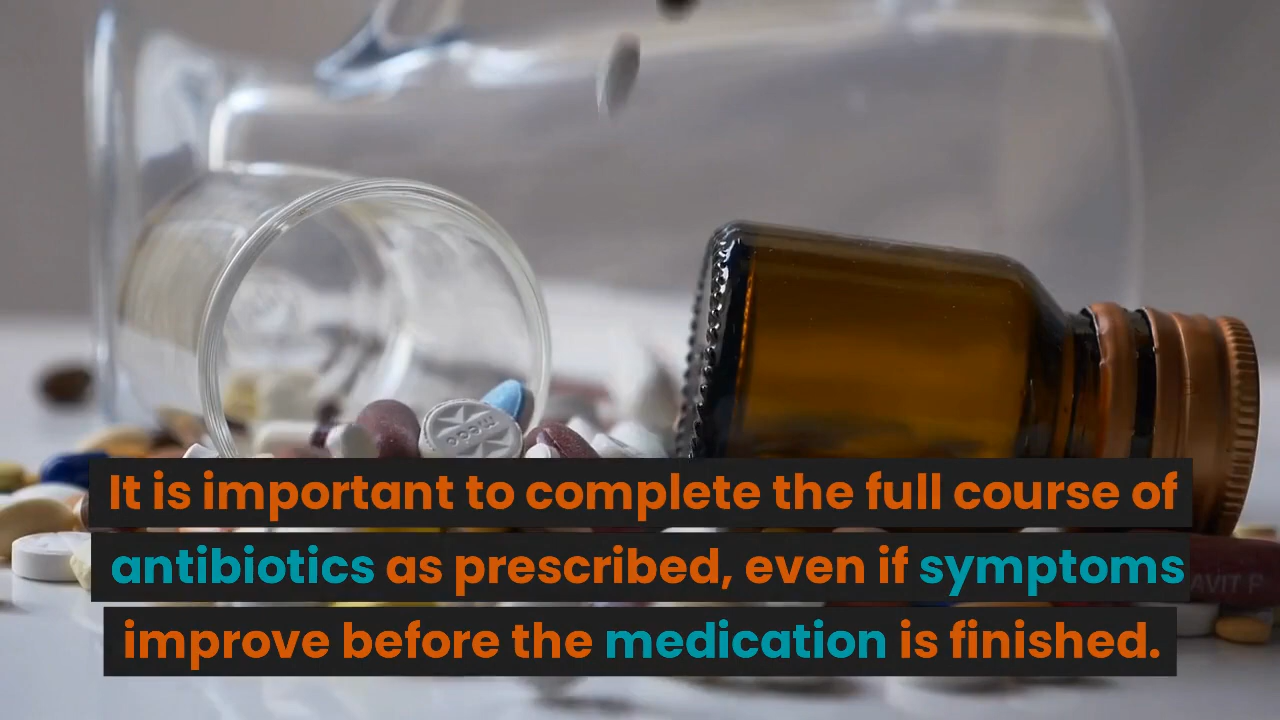 It is important to complete the full course of
antibiotics as prescribed, even if symptoms
improve before the medication is finished.
AVIT F